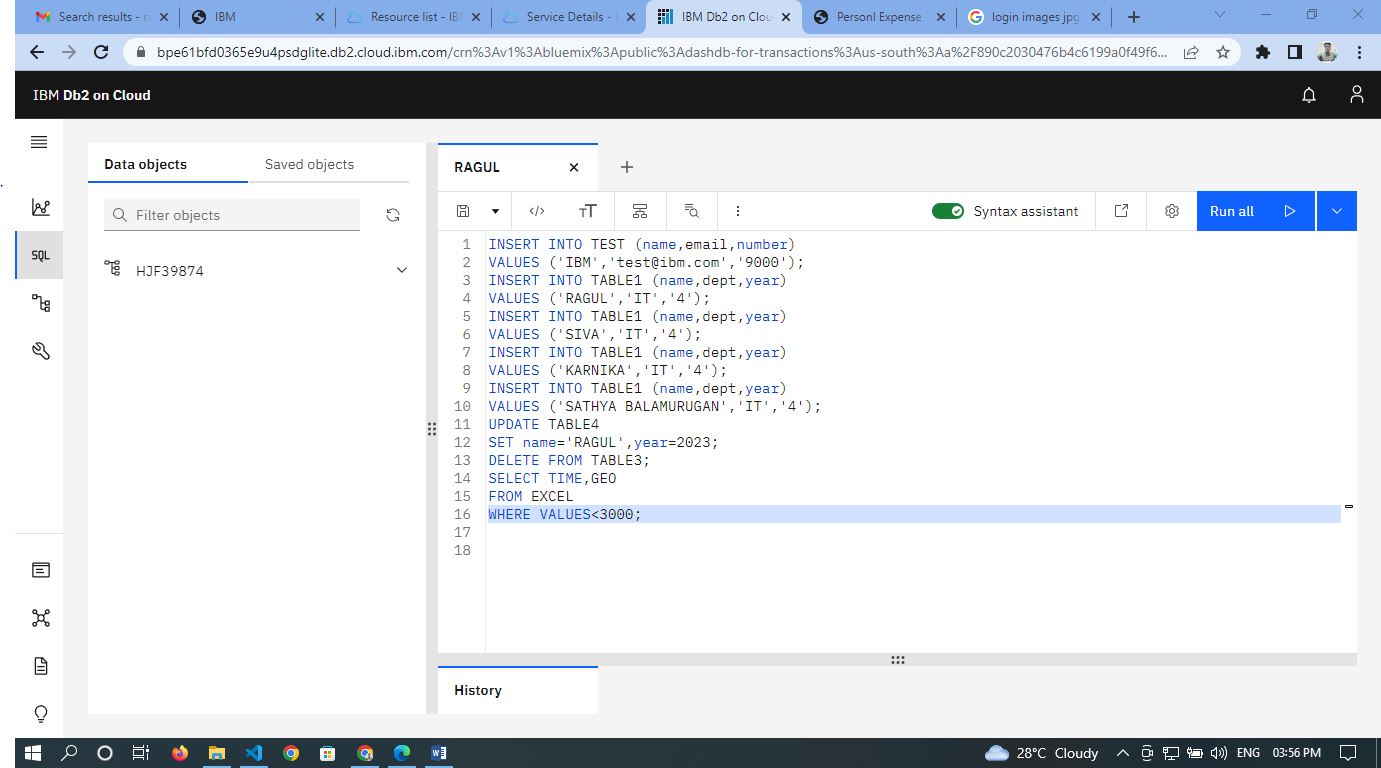 Search results - r
IBM
Resource list - IB
Service Details -
IBM Db2 on Clou
Personl Expense
login images jpg
bpe61bfd0365e9u4psdglite.db2.cloud.ibm.com/crn%3Av1%3Abluemix%3Apublic%3Adashdb-for-transactions%3Aus-south%3Aa%2F890c2030476b4c6199a0f49f6...
IBM Db2 on Cloud
Data objects
Saved objects
RAGUL
Filter objects
Syntax assistant
Run all
SQL
HJF39874
1 INSERT INTO TEST (name,email,number)
2 VALUES ('IBM','test@ibm.com','9000');
3 INSERT INTO TABLE1 (name,dept,year)
4 VALUES ('RAGUL','IT','4');
5 INSERT INTO TABLE1 (name,dept,year)
6 VALUES ('SIVA','IT','4');
7 INSERT INTO TABLE1 (name,dept,year)
8 VALUES ('KARNIKA','IT','4');
9 INSERT INTO TABLE1 (name,dept,year)
10 VALUES ('SATHYA BALAMURUGAN','IT','4');
11 UPDATE TABLE4
12 SET name='RAGUL',year=2023;
13 DELETE FROM TABLE3;
14 SELECT TIME,GEO
15 FROM EXCEL
16 WHERE VALUES<3000;
17
18
History
28°C Cloudy
ENG
03:56 PM